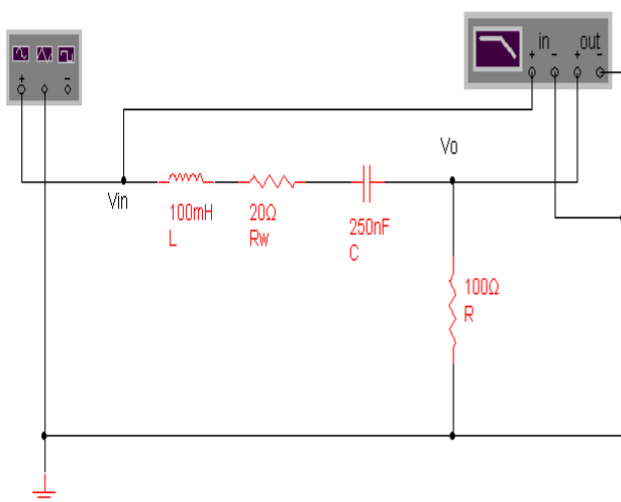 in out
+ - + -
+ -
Vo
Vin
100mH
L
20Ω
Rw
250nF
C
100Ω
R